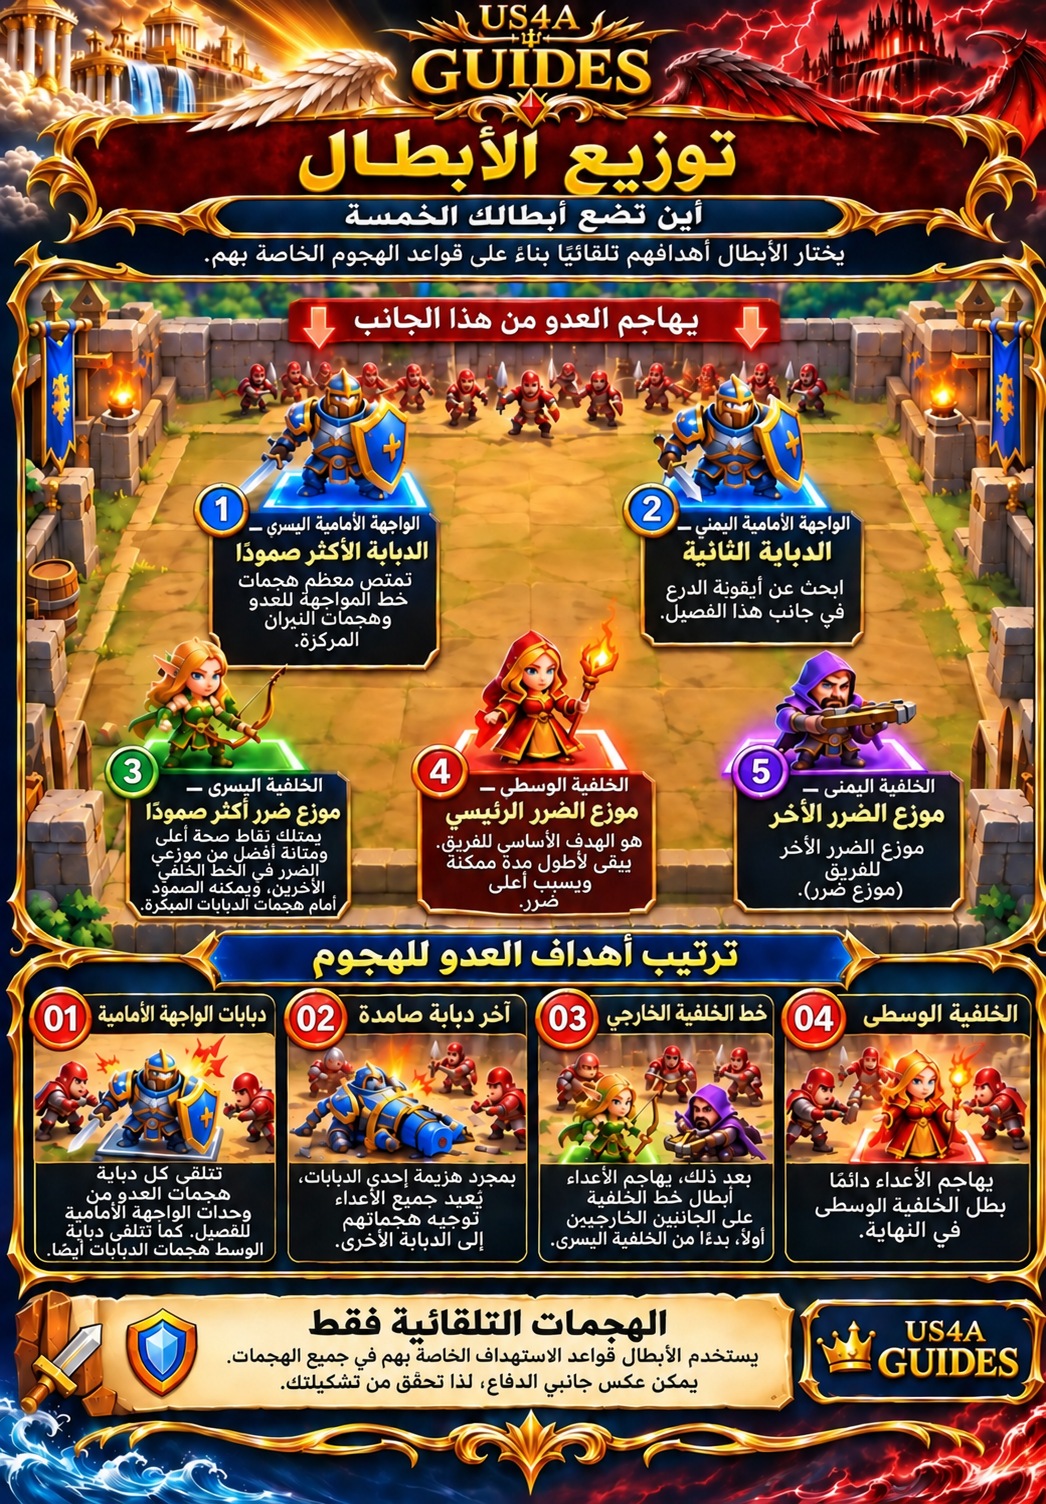 US4A
GUIDES
توزيع الأبطال
أين تضع أبطالك الخمسة
يختار الأبطال أهدافهم تلقائيًا بناءً على قواعد الهجوم الخاصة بهم.
يهاجم العدو من هذا الجانب
1
الواجهة الأمامية اليسري –
الدبابة الأكثر صمودًا
تمتص معظم هجمات
خط المواجهة للعدو
وهجمات النيران
المركزة.
2
الواجهة الأمامية اليمني –
الدباية الثانية
ابحث عن أيقونة الدرع
في جانب هذا الفصيل.
3
الخلفية اليسرى –
موزع ضرر أكثر صمودًا
يمتلك نقاط صحة أعلى
ومتانة أفضل من موزعي
الضرر في الخط الخلفي
الأخرين، ويمكنه الصمود
أمام هجمات الدبابات المبكرة.
4
الخلفية الوسطى –
موزع الضرر الرئيسي
هو الهدف الأساسي للفريق.
يبقى لأطول مدة ممكنة
ويسبب أعلى
ضرر.
5
الخلفية اليمنى –
موزع الضرر الأخر
موزع الضرر الأخر
للفريق
(موزع ضرر).
ترتيب أهداف العدو للهجوم
01
دبابات الواجهة الأمامية
تتلقى كل دباية
هجمات العدو من
وحدات الواجهة الأمامية
للفصيل. كما تتلقى دباية
الوسط هجمات الدبابات أيضًا.
02
آخر دبابة صامدة
بمجرد هزيمة إحدى الدبابات،
يُعيد جميع الأعداء
توجيه هجماتهم
إلى الدبابة الأخرى.
03
خط الخلفية الخارجي
بعد ذلك، يهاجم الأعداء
أبطال خط الخلفية
على الجانبين الخارجيين
أولاً، بدءًا من الخلفية اليسرى.
04
الخلفية الوسطى
يهاجم الأعداء دائمًا
بطل الخلفية الوسطى
في النهاية.
الهجمات التلقائية فقط
يستخدم الأبطال قواعد الاستهداف الخاصة بهم في جميع الهجمات.
يمكن عكس جانبي الدفاع، لذا تحقق من تشكيلتك.
US4A
GUIDES